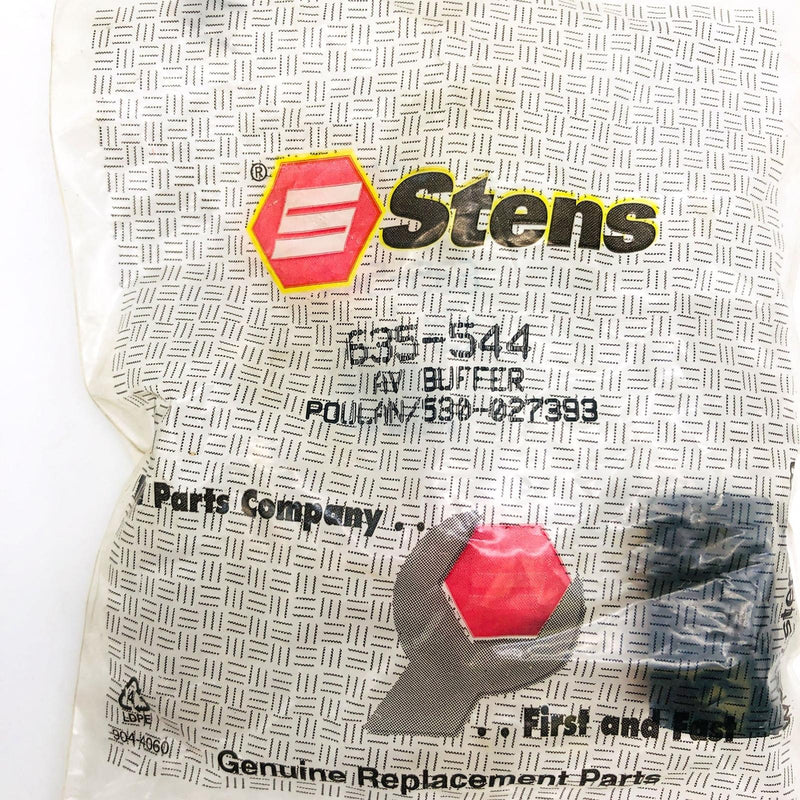 ® Stens
635-544
AV BUFFER
POULAN/530-027393
Parts Company . .
. . First and Fast
4
LDPE
904-4060
Genuine Replacement Parts